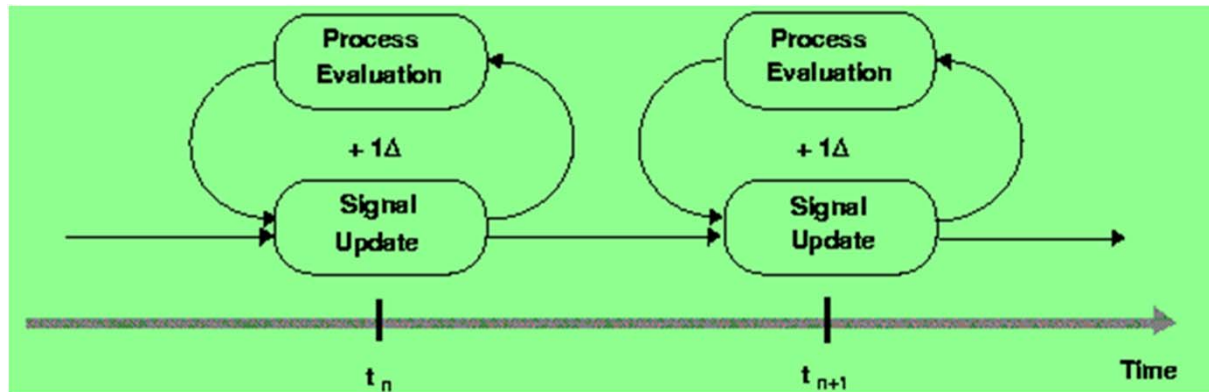 Process
Evaluation
+ 1Δ
Signal
Update
Process
Evaluation
+ 1Δ
Signal
Update
t n
t n+1
Time